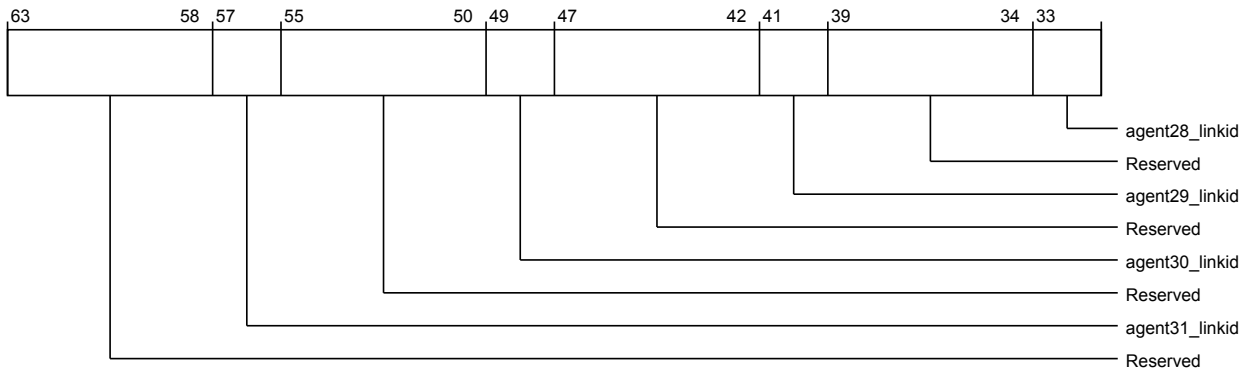 63 58 57 55 50 49 47 42 41 39 34 33
agent28_linkid
Reserved
agent29_linkid
Reserved
agent30_linkid
Reserved
agent31_linkid
Reserved